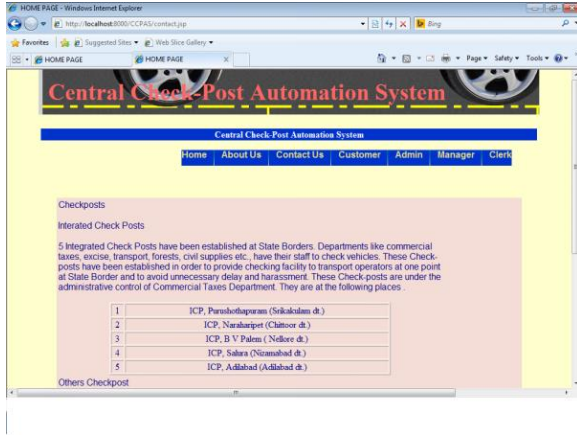 HOME PAGE - Windows Internet Explorer
http://localhost:8000/CCPAS/contact.jsp
Bing
Favorites Suggested Sites Web Slice Gallery
HOME PAGE HOME PAGE X Page Safety Tools
Central Check-Post Automation System
Central Check-Post Automation System
Home About Us Contact Us Customer Admin Manager Clerk
Checkposts
Interated Check Posts
5 Integrated Check Posts have been established at State Borders. Departments like commercial
taxes, excise, transport, forests, civil supplies etc., have their staff to check vehicles. These Check-
posts have been established in order to provide checking facility to transport operators at one point
at State Border and to avoid unnecessary delay and harassment. These Check-posts are under the
administrative control of Commercial Taxes Department. They are at the following places .
1 ICP, Purushothapuram (Srikakulam dt.)
2 ICP, Naraharipet (Chittoor dt.)
3 ICP, B V Palem ( Nellore dt.)
4 ICP, Salura (Nizamabad dt.)
5 ICP, Adilabad (Adilabad dt.)
Others Checkpost